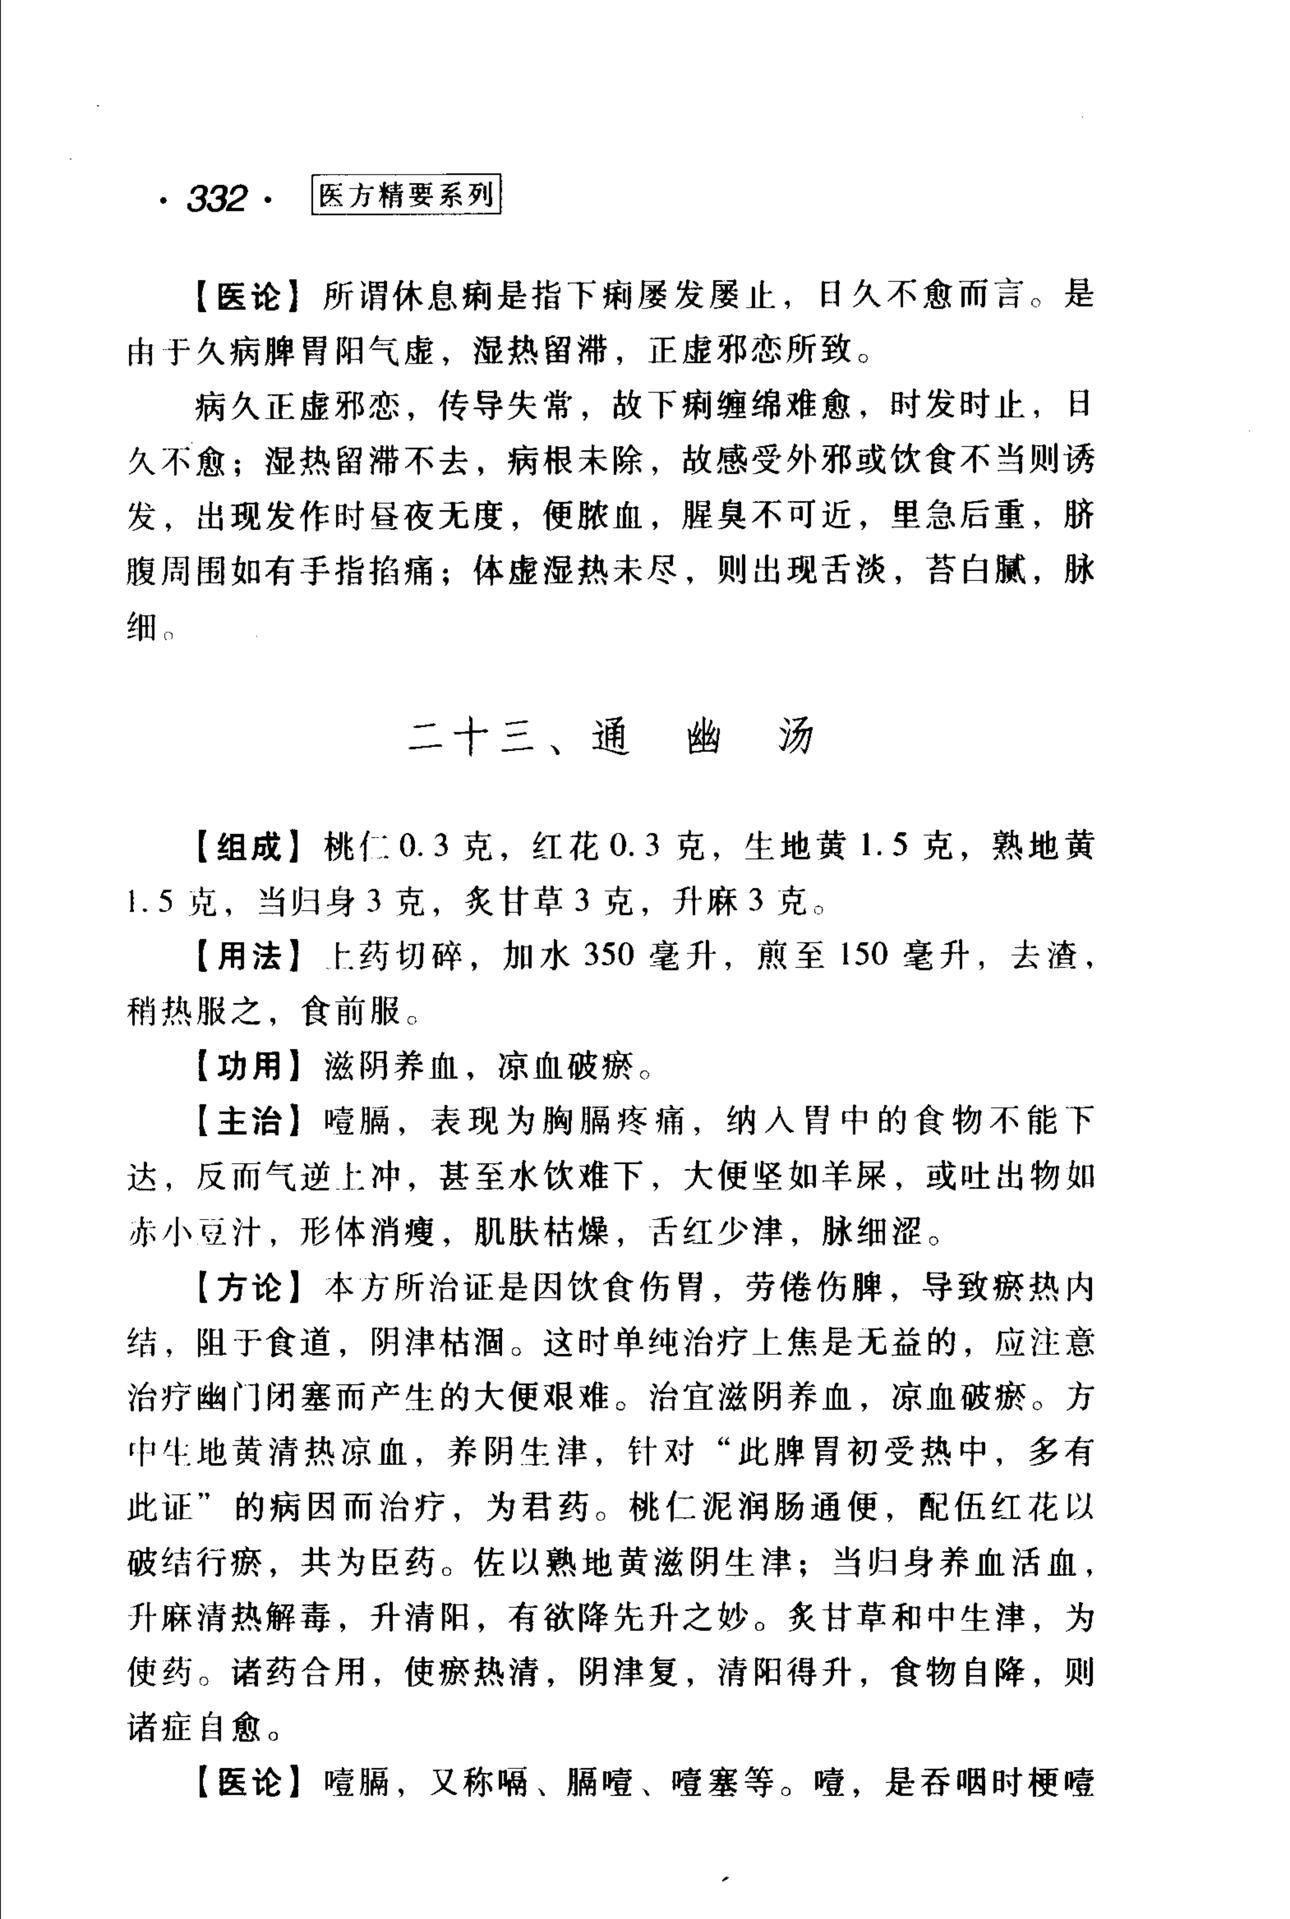 · 332 · 医方精要系列
【医论】所谓休息痢是指下痢屡发屡止，日久不愈而言。是
由于久病脾胃阳气虚，湿热留滞，正虚邪恋所致。
病久正虚邪恋，传导失常，故下痢缠绵难愈，时发时止，日
久不愈；湿热留滞不去，病根未除，故感受外邪或饮食不当则诱
发，出现发作时昼夜无度，便脓血，腥臭不可近，里急后重，脐
腹周围如有手指掐痛；体虚湿热未尽，则出现舌淡，苔白腻，脉
细。
二十三、通 幽 汤
【组成】桃仁0.3克，红花0.3克，生地黄1.5克，熟地黄
1.5克，当归身3克，炙甘草3克，升麻3克。
【用法】上药切碎，加水350毫升，煎至150毫升，去渣，
稍热服之，食前服。
【功用】滋阴养血，凉血破瘀。
【主治】噎膈，表现为胸膈疼痛，纳入胃中的食物不能下
达，反而气逆上冲，甚至水饮难下，大便坚如羊屎，或吐出物如
赤小豆汁，形体消瘦，肌肤枯燥，舌红少津，脉细涩。
【方论】本方所治证是因饮食伤胃，劳倦伤脾，导致瘀热内
结，阻于食道，阴津枯涸。这时单纯治疗上焦是无益的，应注意
治疗幽门闭塞而产生的大便艰难。治宜滋阴养血，凉血破瘀。方
中生地黄清热凉血，养阴生津，针对“此脾胃初受热中，多有
此证”的病因而治疗，为君药。桃仁泥润肠通便，配伍红花以
破结行瘀，共为臣药。佐以熟地黄滋阴生津；当归身养血活血，
升麻清热解毒，升清阳，有欲降先升之妙。炙甘草和中生津，为
使药。诸药合用，使瘀热清，阴津复，清阳得升，食物自降，则
诸症自愈。
【医论】噎膈，又称嗝、膈噎、噎塞等。噎，是吞咽时梗噎